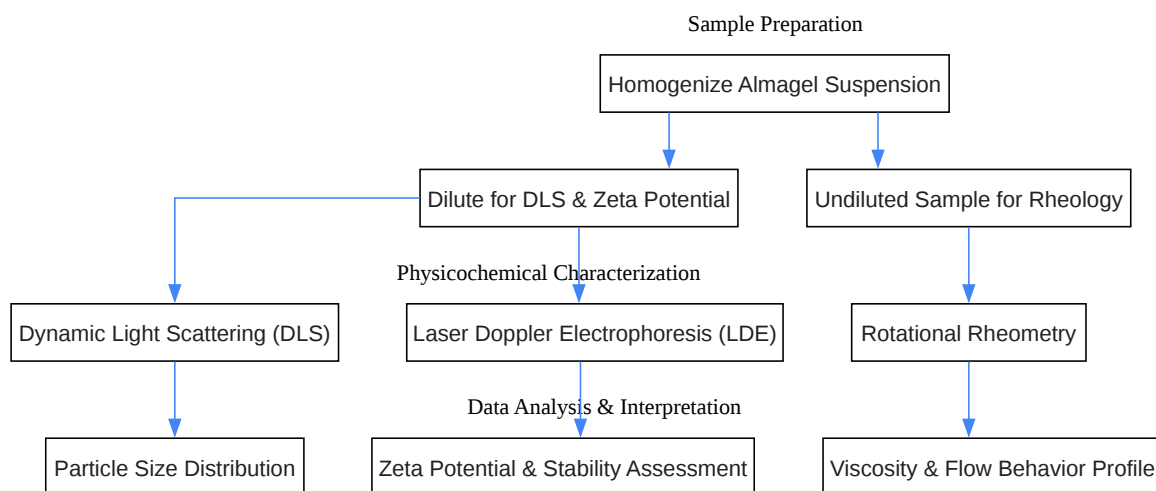 Sample Preparation
Homogenize Almagel Suspension
Dilute for DLS & Zeta Potential
Undiluted Sample for Rheology
Physicochemical Characterization
Dynamic Light Scattering (DLS)
Laser Doppler Electrophoresis (LDE)
Rotational Rheometry
Data Analysis & Interpretation
Particle Size Distribution
Zeta Potential & Stability Assessment
Viscosity & Flow Behavior Profile